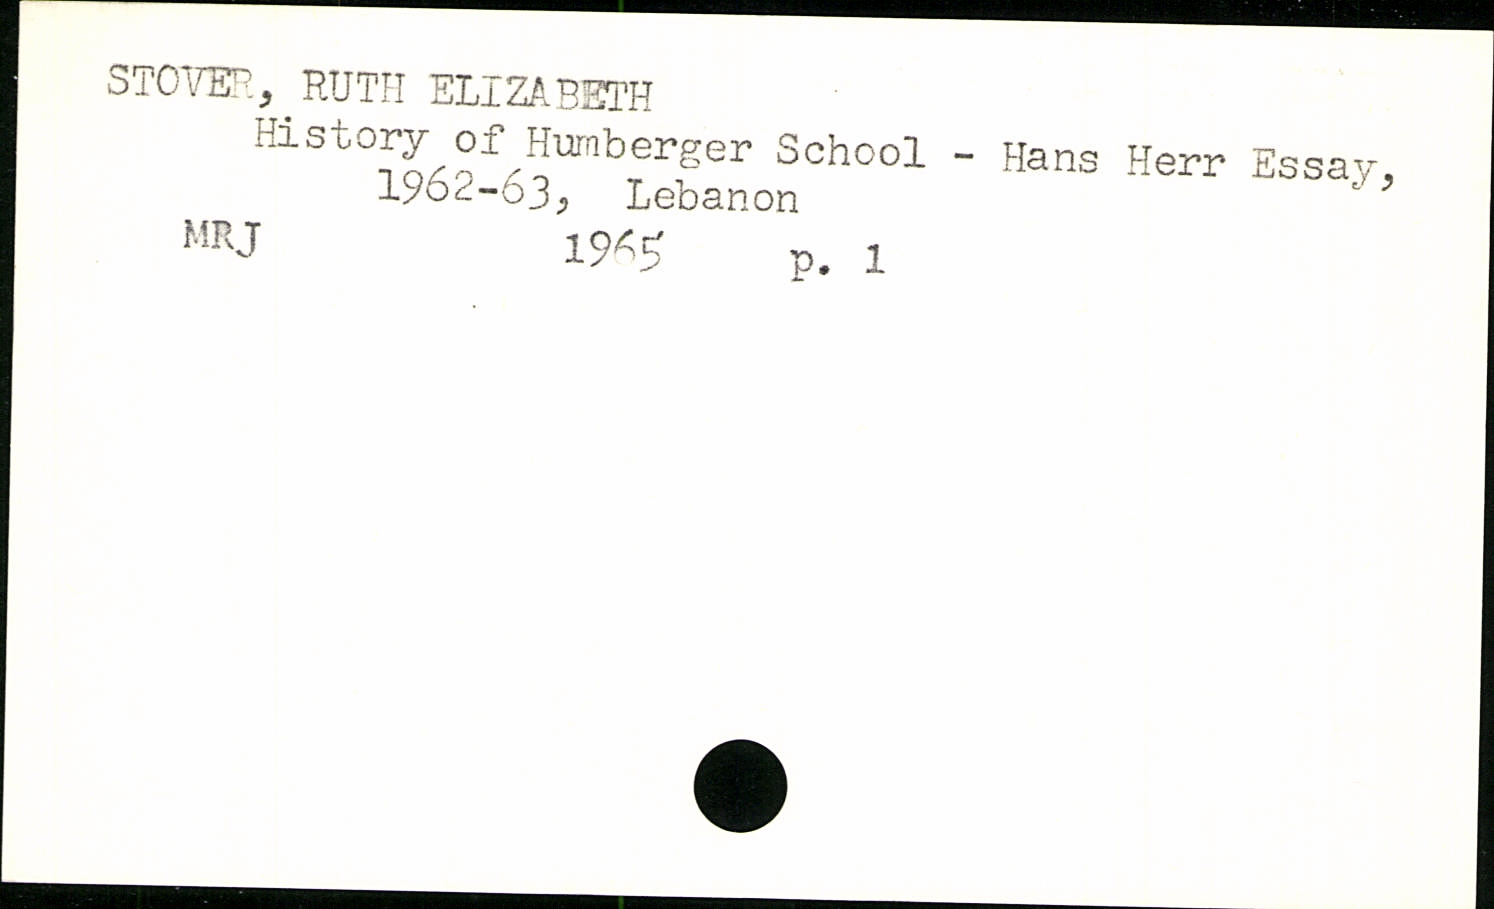 STOVER, RUTH ELIZABETH
History of Humberger School - Hans Herr Essay,
1962-63, Lebanon
MRJ 1965 p. 1